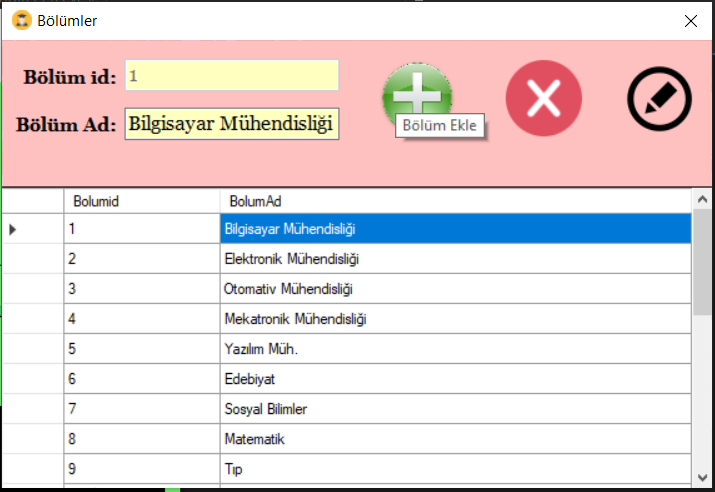 Bölümler
Bölüm id: 1
Bölüm Ad: Bilgisayar Mühendisliği
Bölüm Ekle
Bolumid BolumAd
1 Bilgisayar Mühendisliği
2 Elektronik Mühendisliği
3 Otomativ Mühendisliği
4 Mekatronik Mühendisliği
5 Yazılım Müh.
6 Edebiyat
7 Sosyal Bilimler
8 Matematik
9 Tıp